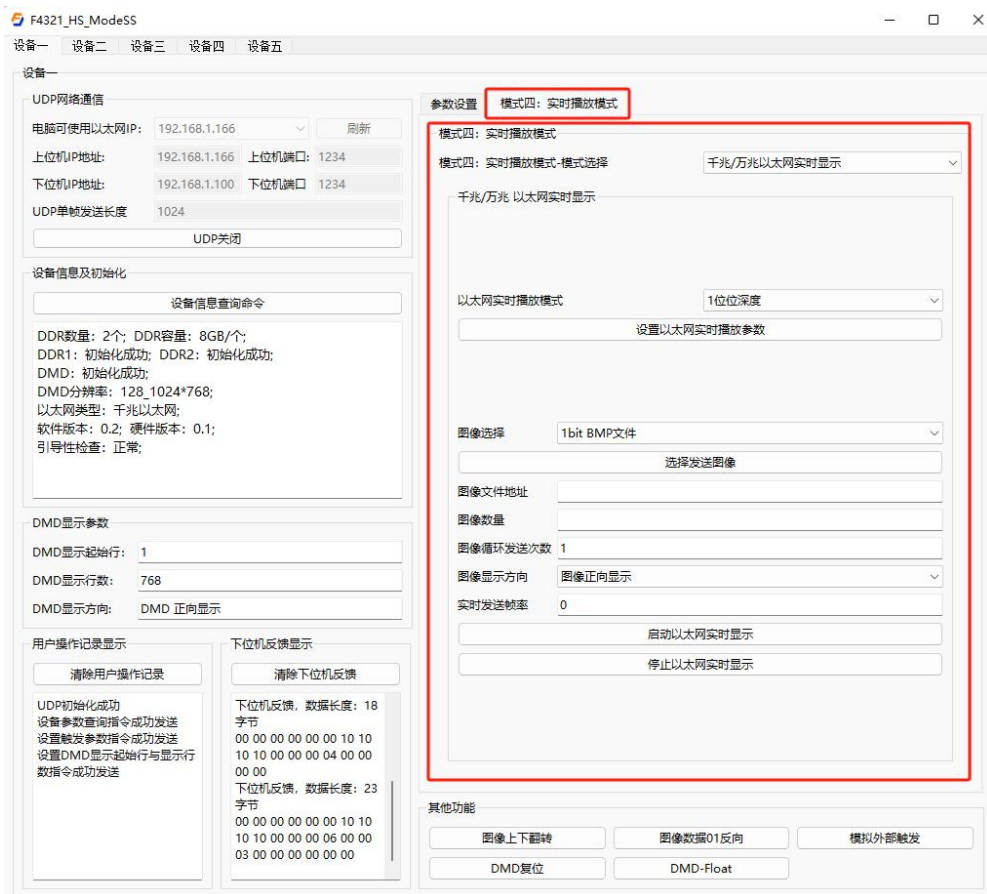 F4321_HS_ModeSS
设备一 设备二 设备三 设备四 设备五
设备一
UDP网络通信
电脑可使用以太网IP: 192.168.1.166 刷新
上位机IP地址: 192.168.1.166 上位机端口: 1234
下位机IP地址: 192.168.1.100 下位机端口 1234
UDP单帧发送长度 1024
UDP关闭
设备信息及初始化
设备信息查询命令
DDR数量: 2个; DDR容量: 8GB/个;
DDR1: 初始化成功; DDR2: 初始化成功;
DMD: 初始化成功;
DMD分辨率: 128_1024*768;
以太网类型: 千兆以太网;
软件版本: 0.2; 硬件版本: 0.1;
引导性检查: 正常;
DMD显示参数
DMD显示起始行: 1
DMD显示行数: 768
DMD显示方向: DMD 正向显示
用户操作记录显示
清除用户操作记录
UDP初始化成功
设备参数查询指令成功发送
设置触发参数指令成功发送
设置DMD显示起始行与显示行
数指令成功发送
下位机反馈显示
清除下位机反馈
下位机反馈, 数据长度: 18
字节
00 00 00 00 00 00 10 10
10 10 00 00 00 04 00 00
00 00
下位机反馈, 数据长度: 23
字节
00 00 00 00 00 00 10 10
10 10 00 00 00 06 00 00
03 00 00 00 00 00 00
参数设置 模式四: 实时播放模式
模式四: 实时播放模式
模式四: 实时播放模式-模式选择 千兆/万兆以太网实时显示
千兆/万兆 以太网实时显示
以太网实时播放模式 1位位深度
设置以太网实时播放参数
图像选择 1bit BMP文件
选择发送图像
图像文件地址
图像数量
图像循环发送次数 1
图像显示方向 图像正向显示
实时发送帧率 0
启动以太网实时显示
停止以太网实时显示
其他功能
图像上下翻转 图像数据01反向 模拟外部触发
DMD复位 DMD-Float